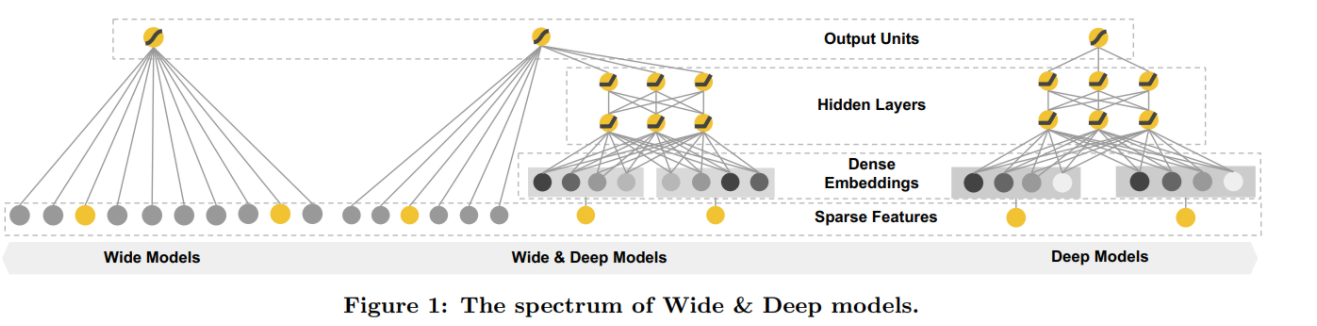 Output Units
Hidden Layers
Dense
Embeddings
Sparse Features
Wide Models
Wide & Deep Models
Deep Models
Figure 1: The spectrum of Wide & Deep models.